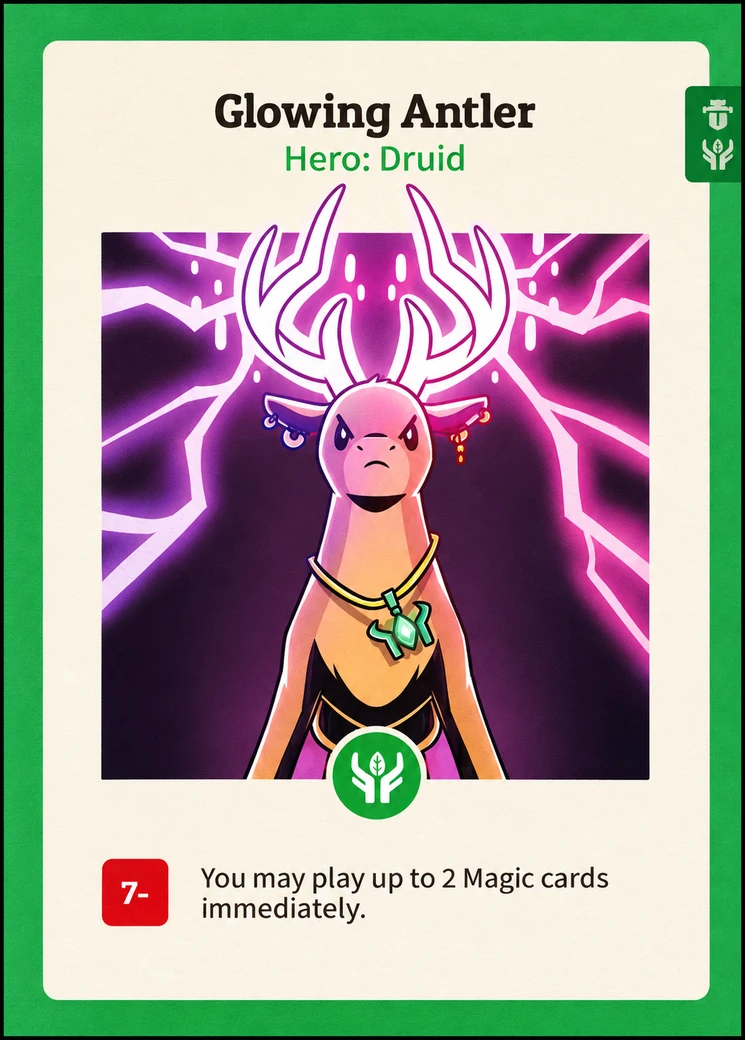 Glowing Antler
Hero: Druid
7-
You may play up to 2 Magic cards
immediately.